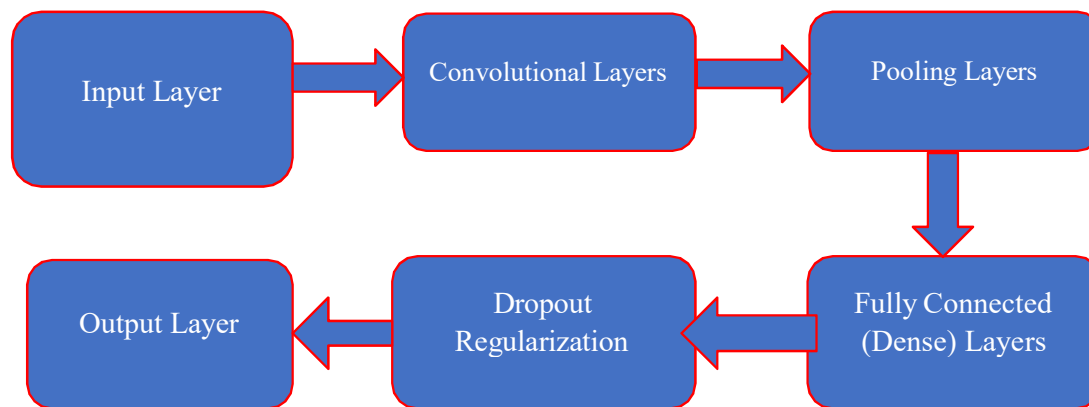 Input Layer
Convolutional Layers
Pooling Layers
Fully Connected
(Dense) Layers
Dropout
Regularization
Output Layer